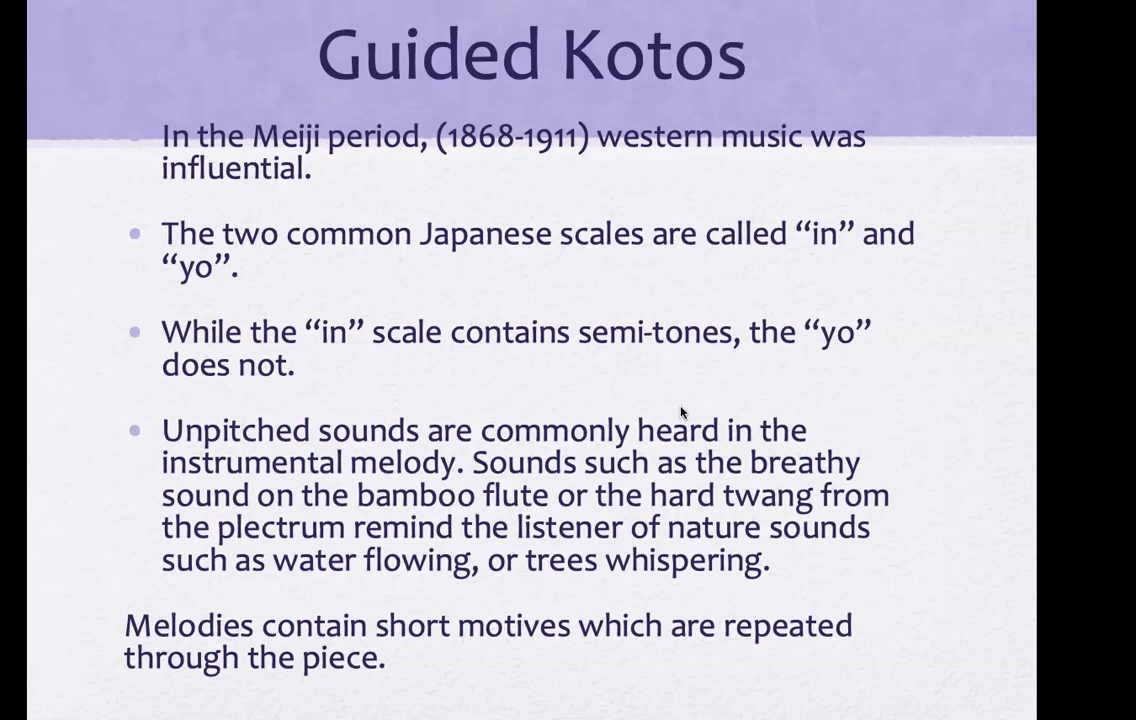 Guided Kotos
In the Meiji period, (1868-1911) western music was
influential.
• The two common Japanese scales are called “in” and
“yo”.
• While the “in” scale contains semi-tones, the “yo”
does not.
• Unpitched sounds are commonly heard in the
instrumental melody. Sounds such as the breathy
sound on the bamboo flute or the hard twang from
the plectrum remind the listener of nature sounds
such as water flowing, or trees whispering.
Melodies contain short motives which are repeated
through the piece.